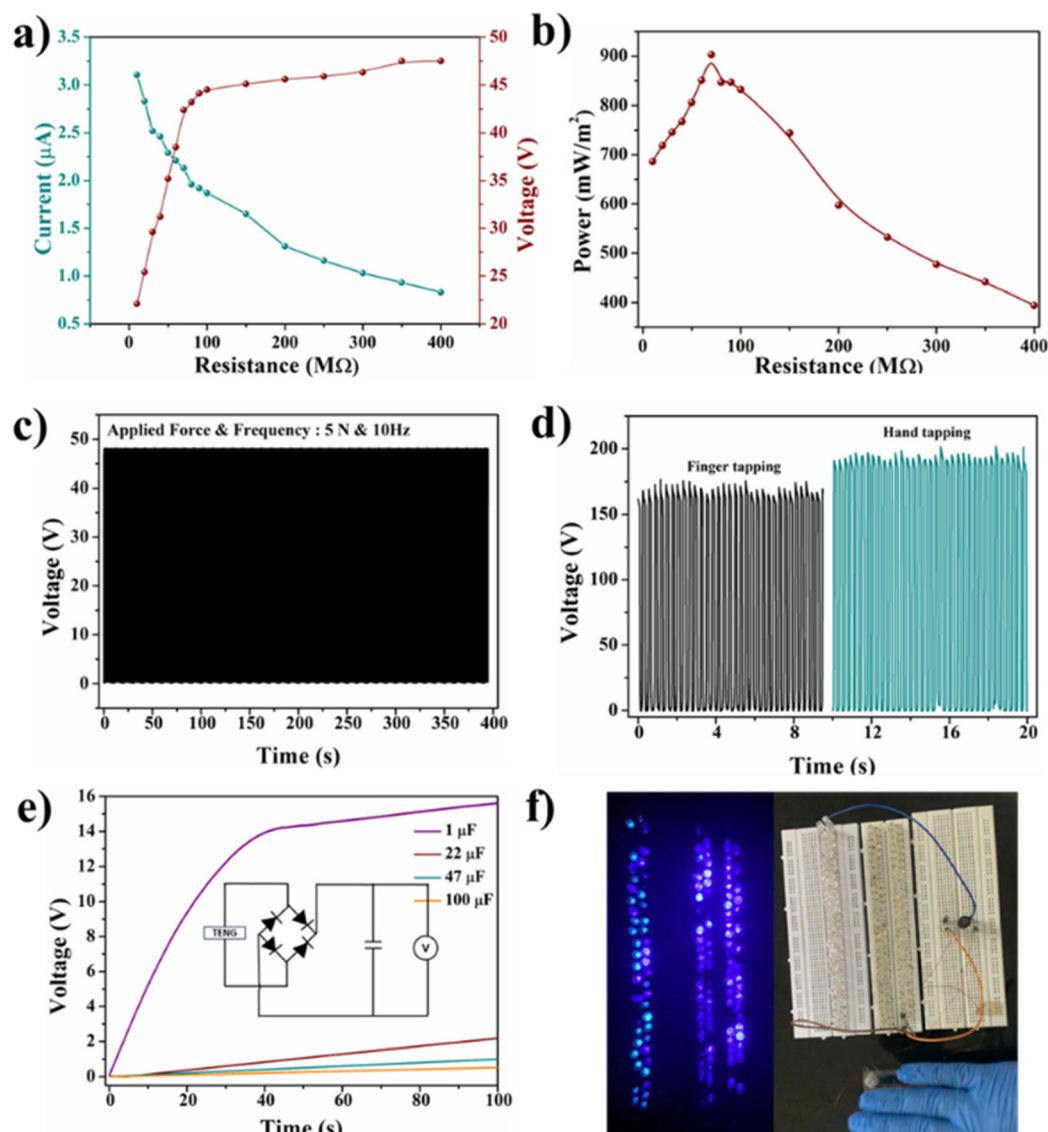 a)
3.5
3.0
2.5
2.0
1.5
1.0
0.5
Current (μA)
50
45
40
35
30
25
20
Voltage (V)
0 100 200 300 400
Resistance (MΩ)
b)
900
800
700
600
500
400
Power (mW/m²)
0 100 200 300 400
Resistance (MΩ)
c)
Applied Force & Frequency : 5 N & 10Hz
50
40
30
20
10
0
Voltage (V)
0 50 100 150 200 250 300 350 400
Time (s)
d)
Hand tapping
Finger tapping
200
150
100
50
0
Voltage (V)
0 4 8 12 16 20
Time (s)
e)
16
14
12
10
8
6
4
2
0
Voltage (V)
1 μF
22 μF
47 μF
100 μF
TENG
V
0 20 40 60 80 100
Time (s)
f)